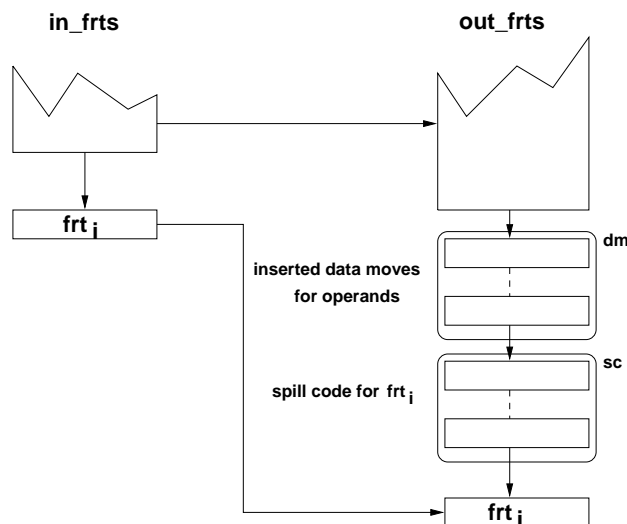 in_frts
out_frts
frt i
dm
inserted data moves
for operands
sc
spill code for frt i
frt i